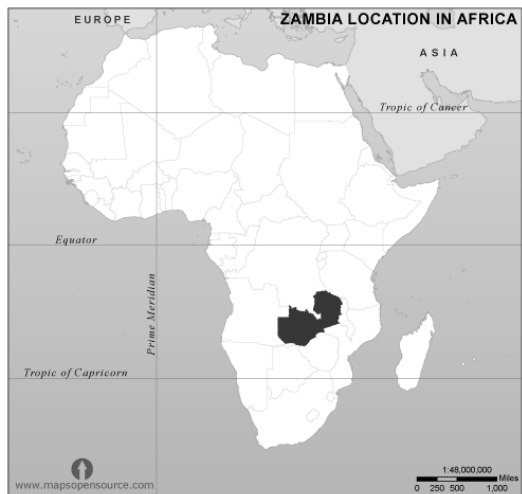 EUROPE
ZAMBIA LOCATION IN AFRICA
ASIA
Tropic of Cancer
Equator
Prime Meridian
Tropic of Capricorn
1:48,000,000
Miles
0 250 500 1,000
www.mapsopensource.com